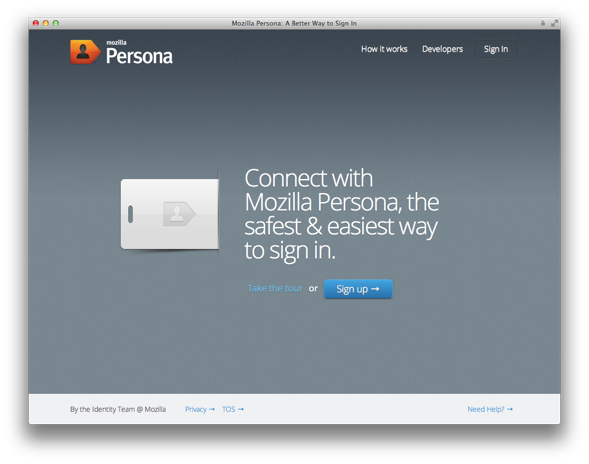 Mozilla Persona: A Better Way to Sign In
mozilla
Persona
How it works Developers Sign In
Connect with
Mozilla Persona, the
safest & easiest way
to sign in.
Take the tour or Sign up →
By the Identity Team @ Mozilla Privacy → TOS → Need Help? →